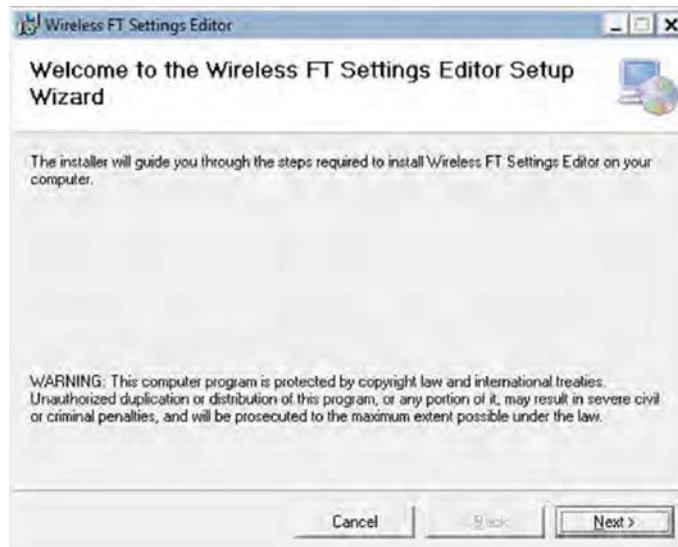 Wireless FT Settings Editor
Welcome to the Wireless FT Settings Editor Setup
Wizard
The installer will guide you through the steps required to install Wireless FT Settings Editor on your
computer.
WARNING: This computer program is protected by copyright law and international treaties.
Unauthorized duplication or distribution of this program, or any portion of it, may result in severe civil
or criminal penalties, and will be prosecuted to the maximum extent possible under the law.
Cancel Back Next >